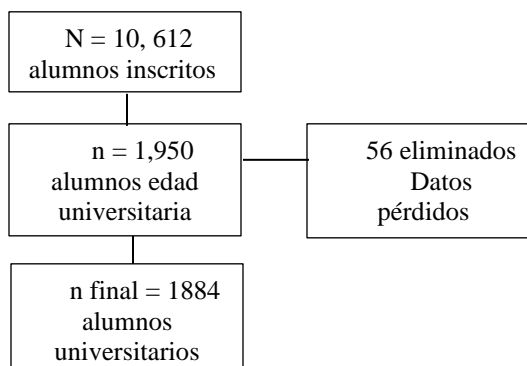 N = 10, 612
alumnos inscritos
n = 1,950
alumnos edad
universitaria
56 eliminados
Datos
pérdidos
n final = 1884
alumnos
universitarios